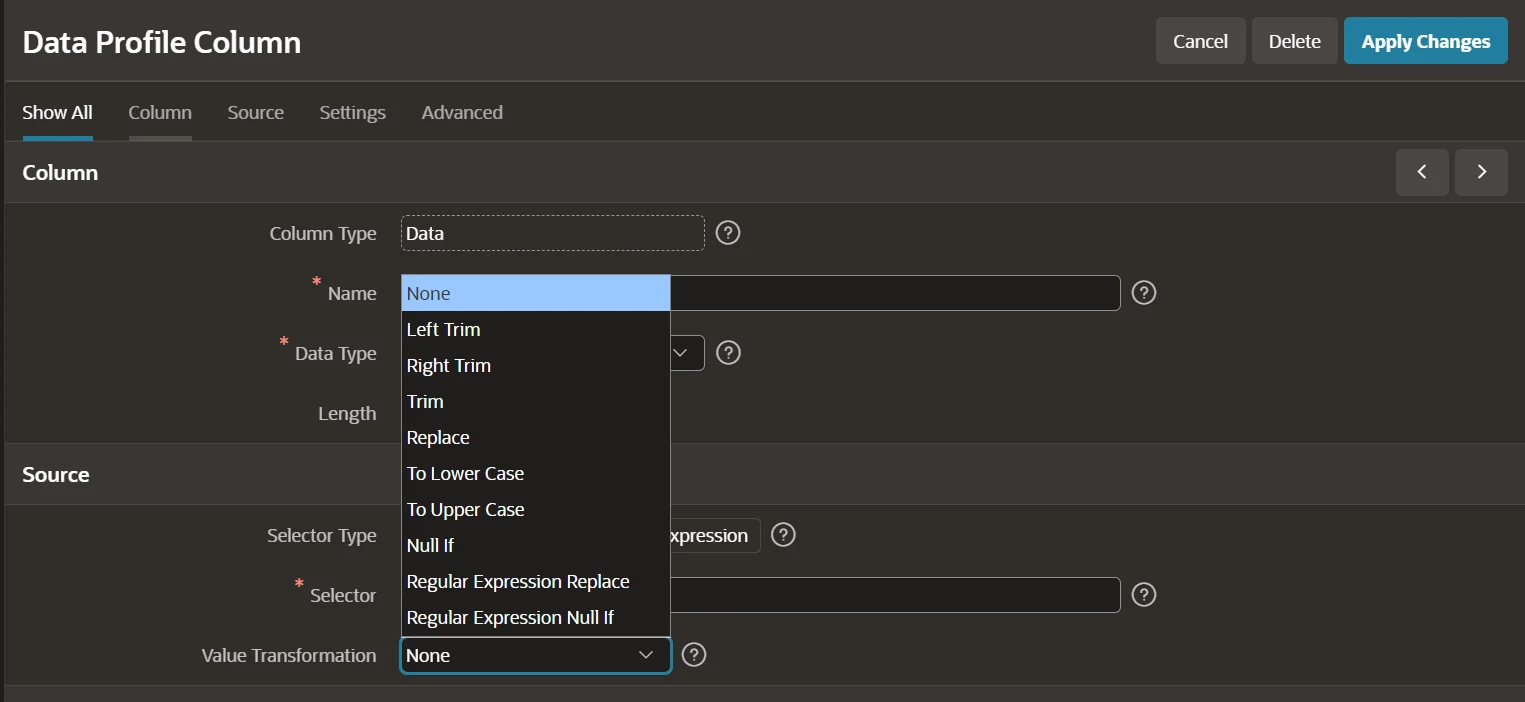 Data Profile Column
Cancel Delete Apply Changes
Show All Column Source Settings Advanced
Column
Column Type Data ?
* Name ?
None
Left Trim
* Data Type ?
Right Trim
Trim
Length
Replace
Source
To Lower Case
To Upper Case
Selector Type xpression ?
Null If
Regular Expression Replace
* Selector ?
Regular Expression Null If
Value Transformation None ?